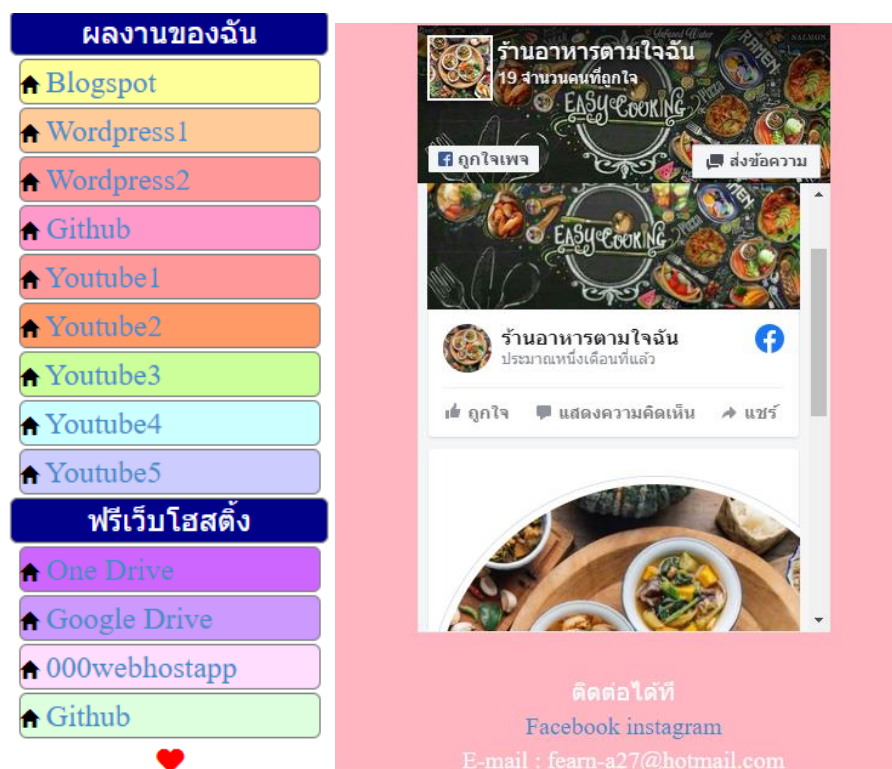 ผลงานของฉัน
Blogspot
Wordpress1
Wordpress2
Github
Youtube1
Youtube2
Youtube3
Youtube4
Youtube5
ฟรีเว็บโฮสติ้ง
One Drive
Google Drive
000webhostapp
Github
ร้านอาหารตามใจฉัน
19 จำนวนคนที่ถูกใจ
Infused Water
SALMON
RAMEN
Pizza
EASY COOKING
ถูกใจเพจ
ส่งข้อความ
EASY COOKING
ร้านอาหารตามใจฉัน
ประมาณหนึ่งเดือนที่แล้ว
ถูกใจ แสดงความคิดเห็น แชร์
ติดต่อได้ที
Facebook instagram
E-mail : fearn-a27@hotmail.com